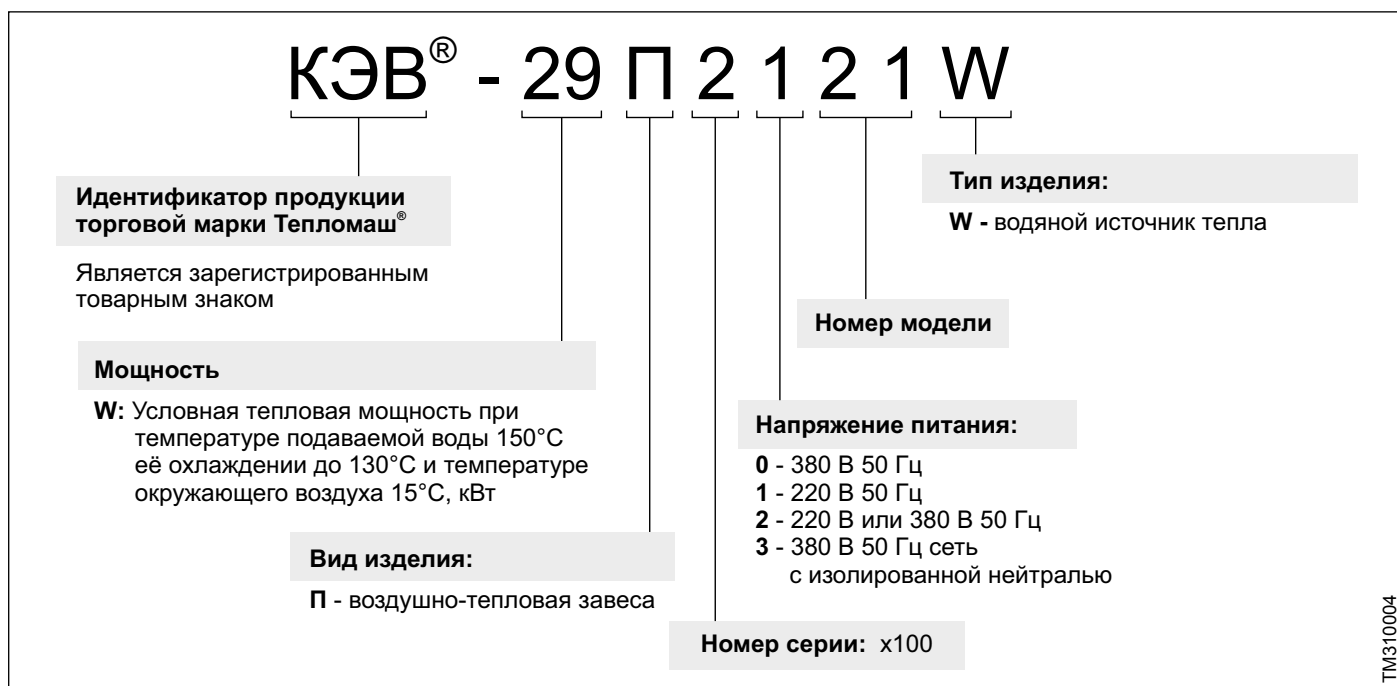 КЭВ® - 29 П 2 1 2 1 W
Идентификатор продукции
торговой марки Тепломаш®
Является зарегистрированным
товарным знаком
Мощность
W: Условная тепловая мощность при
температуре подаваемой воды 150°С
её охлаждении до 130°С и температуре
окружающего воздуха 15°С, кВт
Вид изделия:
П - воздушно-тепловая завеса
Номер серии: х100
Напряжение питания:
0 - 380 В 50 Гц
1 - 220 В 50 Гц
2 - 220 В или 380 В 50 Гц
3 - 380 В 50 Гц сеть
с изолированной нейтралью
Номер модели
Тип изделия:
W - водяной источник тепла
TM310004